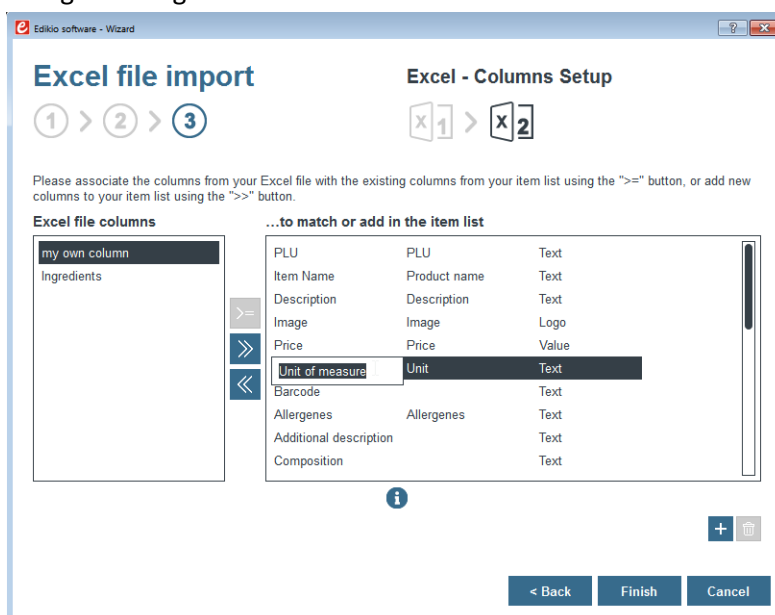 Edikio software - Wizard
?
Excel file import
Excel - Columns Setup
1 > 2 > 3
X 1 > X 2
Please associate the columns from your Excel file with the existing columns from your item list using the ">=" button, or add new
columns to your item list using the ">>" button.
Excel file columns
...to match or add in the item list
my own column
Ingredients
>=
PLU PLU Text
Item Name Product name Text
Description Description Text
Image Image Logo
Price Price Value
Unit of measure Unit Text
Barcode Text
Allergenes Allergenes Text
Additional description Text
Composition Text
i
+
< Back Finish Cancel